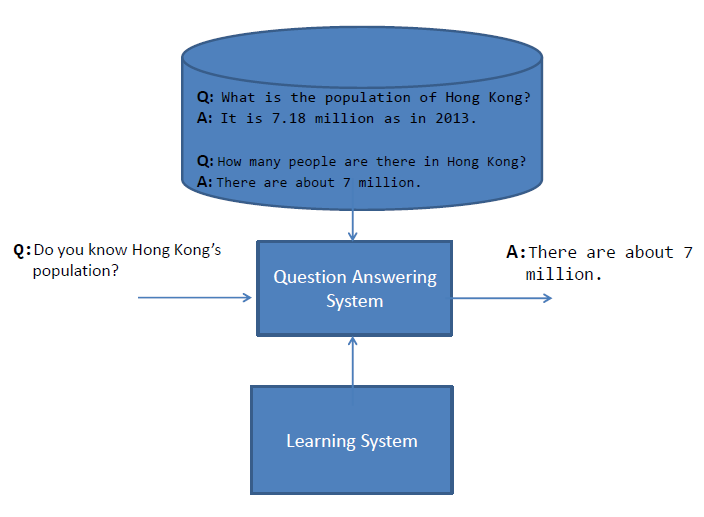 Q: What is the population of Hong Kong?
A: It is 7.18 million as in 2013.
Q: How many people are there in Hong Kong?
A: There are about 7 million.
Q: Do you know Hong Kong’s
population?
Question Answering
System
A: There are about 7
million.
Learning System